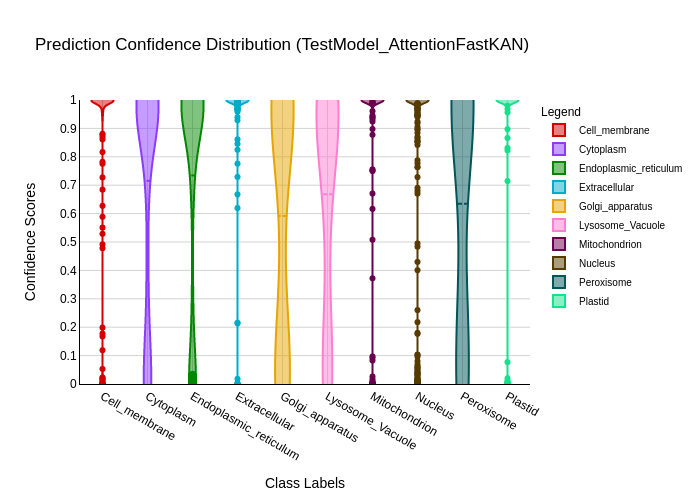 Prediction Confidence Distribution (TestModel_AttentionFastKAN)
Confidence Scores
1
0.9
0.8
0.7
0.6
0.5
0.4
0.3
0.2
0.1
0
Cell_membrane
Cytoplasm
Endoplasmic_reticulum
Extracellular
Golgi_apparatus
Lysosome_Vacuole
Mitochondrion
Nucleus
Peroxisome
Plastid
Class Labels
Legend
Cell_membrane
Cytoplasm
Endoplasmic_reticulum
Extracellular
Golgi_apparatus
Lysosome_Vacuole
Mitochondrion
Nucleus
Peroxisome
Plastid